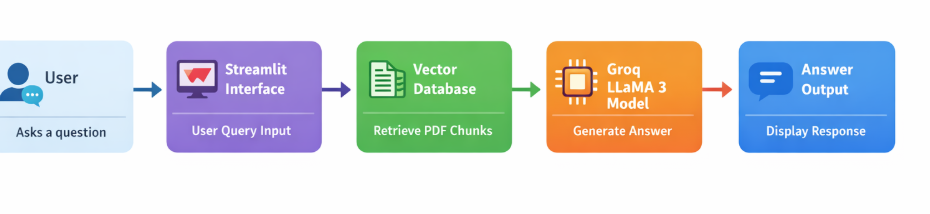 User
Asks a question
Streamlit
Interface
User Query Input
Vector
Database
Retrieve PDF Chunks
Groq
LLaMA 3
Model
Generate Answer
Answer
Output
Display Response